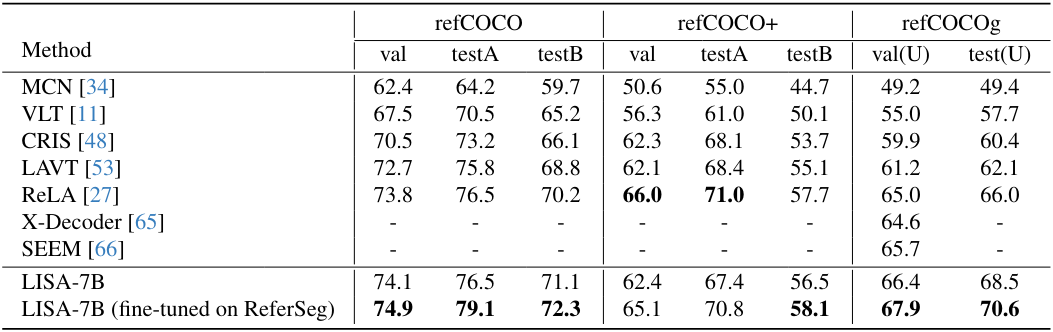 refCOCO refCOCO+ refCOCOg
Method val testA testB val testA testB val(U) test(U)
MCN [34] 62.4 64.2 59.7 50.6 55.0 44.7 49.2 49.4
VLT [11] 67.5 70.5 65.2 56.3 61.0 50.1 55.0 57.7
CRIS [48] 70.5 73.2 66.1 62.3 68.1 53.7 59.9 60.4
LAVT [53] 72.7 75.8 68.8 62.1 68.4 55.1 61.2 62.1
ReLA [27] 73.8 76.5 70.2 66.0 71.0 57.7 65.0 66.0
X-Decoder [65] - - - - - - 64.6 -
SEEM [66] - - - - - - 65.7 -
LISA-7B 74.1 76.5 71.1 62.4 67.4 56.5 66.4 68.5
LISA-7B (fine-tuned on ReferSeg) 74.9 79.1 72.3 65.1 70.8 58.1 67.9 70.6